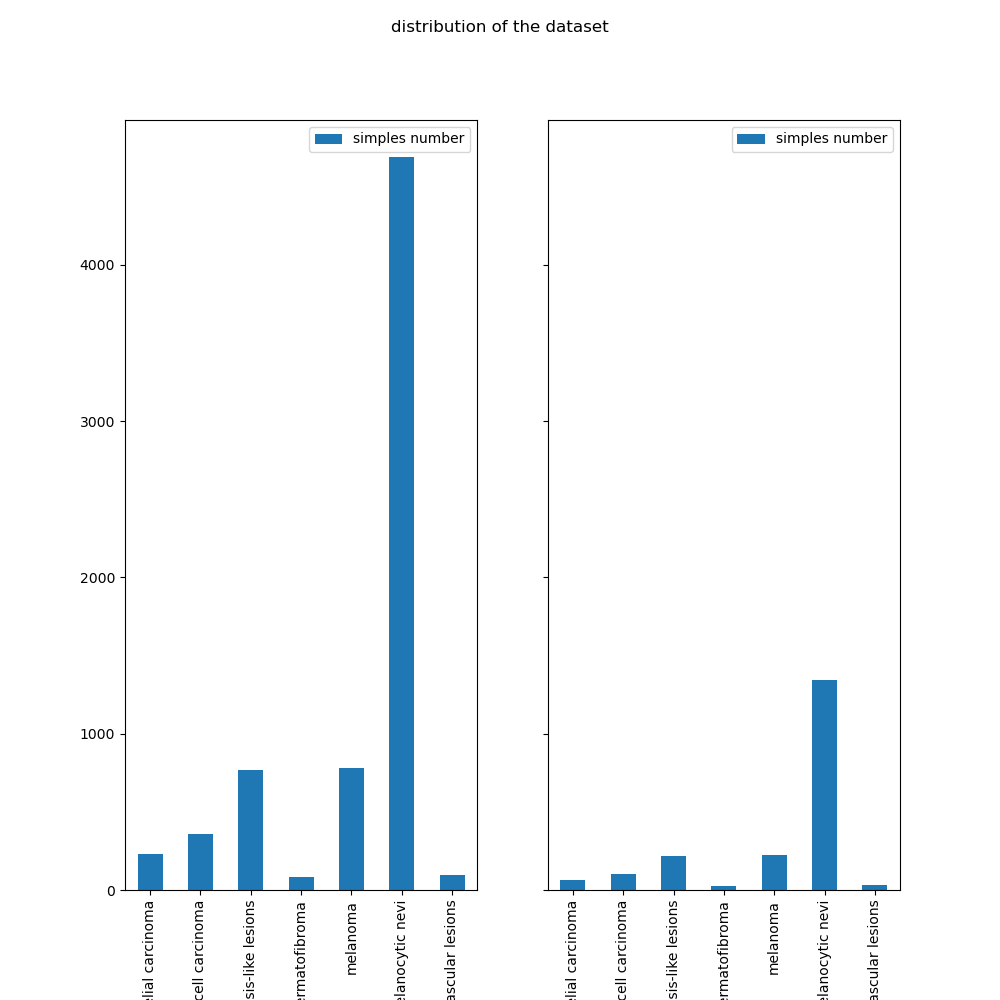 distribution of the dataset
simples number
simples number
4000
3000
2000
1000
0
elial carcinoma
cell carcinoma
sis-like lesions
ermatofibroma
melanoma
elanocytic nevi
ascular lesions
elial carcinoma
cell carcinoma
sis-like lesions
ermatofibroma
melanoma
elanocytic nevi
ascular lesions